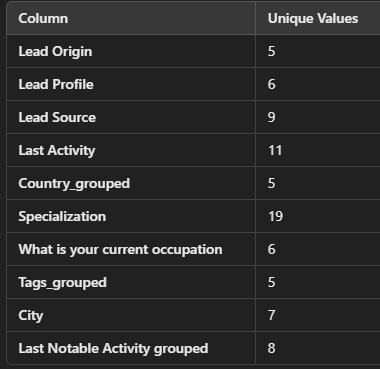 Column Unique Values
Lead Origin 5
Lead Profile 6
Lead Source 9
Last Activity 11
Country_grouped 5
Specialization 19
What is your current occupation 6
Tags_grouped 5
City 7
Last Notable Activity grouped 8